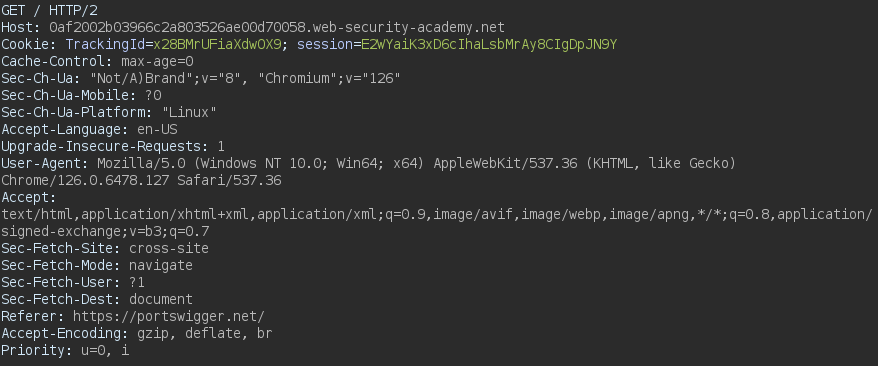 GET / HTTP/2
Host: 0af2002b03966c2a803526ae00d70058.web-security-academy.net
Cookie: TrackingId=x28BMrUFiaXdwOX9; session=E2WYaiK3xD6cIhaLsbMrAy8CIgDpJN9Y
Cache-Control: max-age=0
Sec-Ch-Ua: "Not/A)Brand";v="8", "Chromium";v="126"
Sec-Ch-Ua-Mobile: ?0
Sec-Ch-Ua-Platform: "Linux"
Accept-Language: en-US
Upgrade-Insecure-Requests: 1
User-Agent: Mozilla/5.0 (Windows NT 10.0; Win64; x64) AppleWebKit/537.36 (KHTML, like Gecko)
Chrome/126.0.6478.127 Safari/537.36
Accept:
text/html,application/xhtml+xml,application/xml;q=0.9,image/avif,image/webp,image/apng,*/*;q=0.8,application/
signed-exchange;v=b3;q=0.7
Sec-Fetch-Site: cross-site
Sec-Fetch-Mode: navigate
Sec-Fetch-User: ?1
Sec-Fetch-Dest: document
Referer: https://portswigger.net/
Accept-Encoding: gzip, deflate, br
Priority: u=0, i